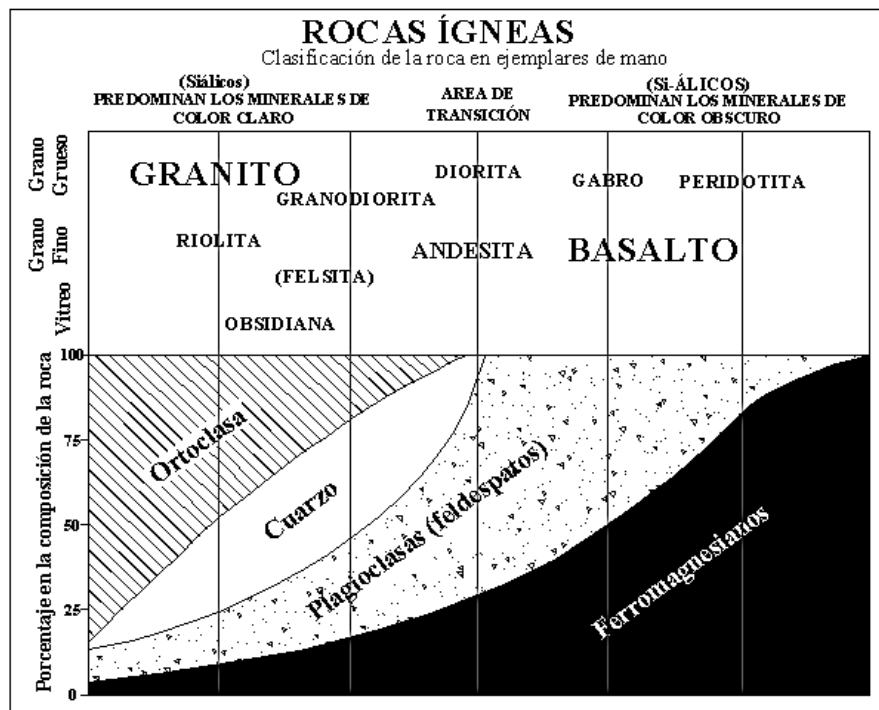 ROCAS ÍGNEAS
Clasificación de la roca en ejemplares de mano
(Siálicos)
PREDOMINAN LOS MINERALES DE
COLOR CLARO
AREA DE
TRANSICIÓN
(Si-ÁLICOS)
PREDOMINAN LOS MINERALES DE
COLOR OBSCURO
Grano
Grueso
GRANITO
GRANODIORITA
DIORITA
GABRO
PERIDOTITA
Grano
Fino
RIOLITA
(FELSITA)
ANDESITA
BASALTO
Vitreo
OBSIDIANA
Porcentaje en la composición de la roca
100
75
50
25
0
Ortoclasa
Cuarzo
Plagioclasas (feldespatos)
Ferromagnesianos